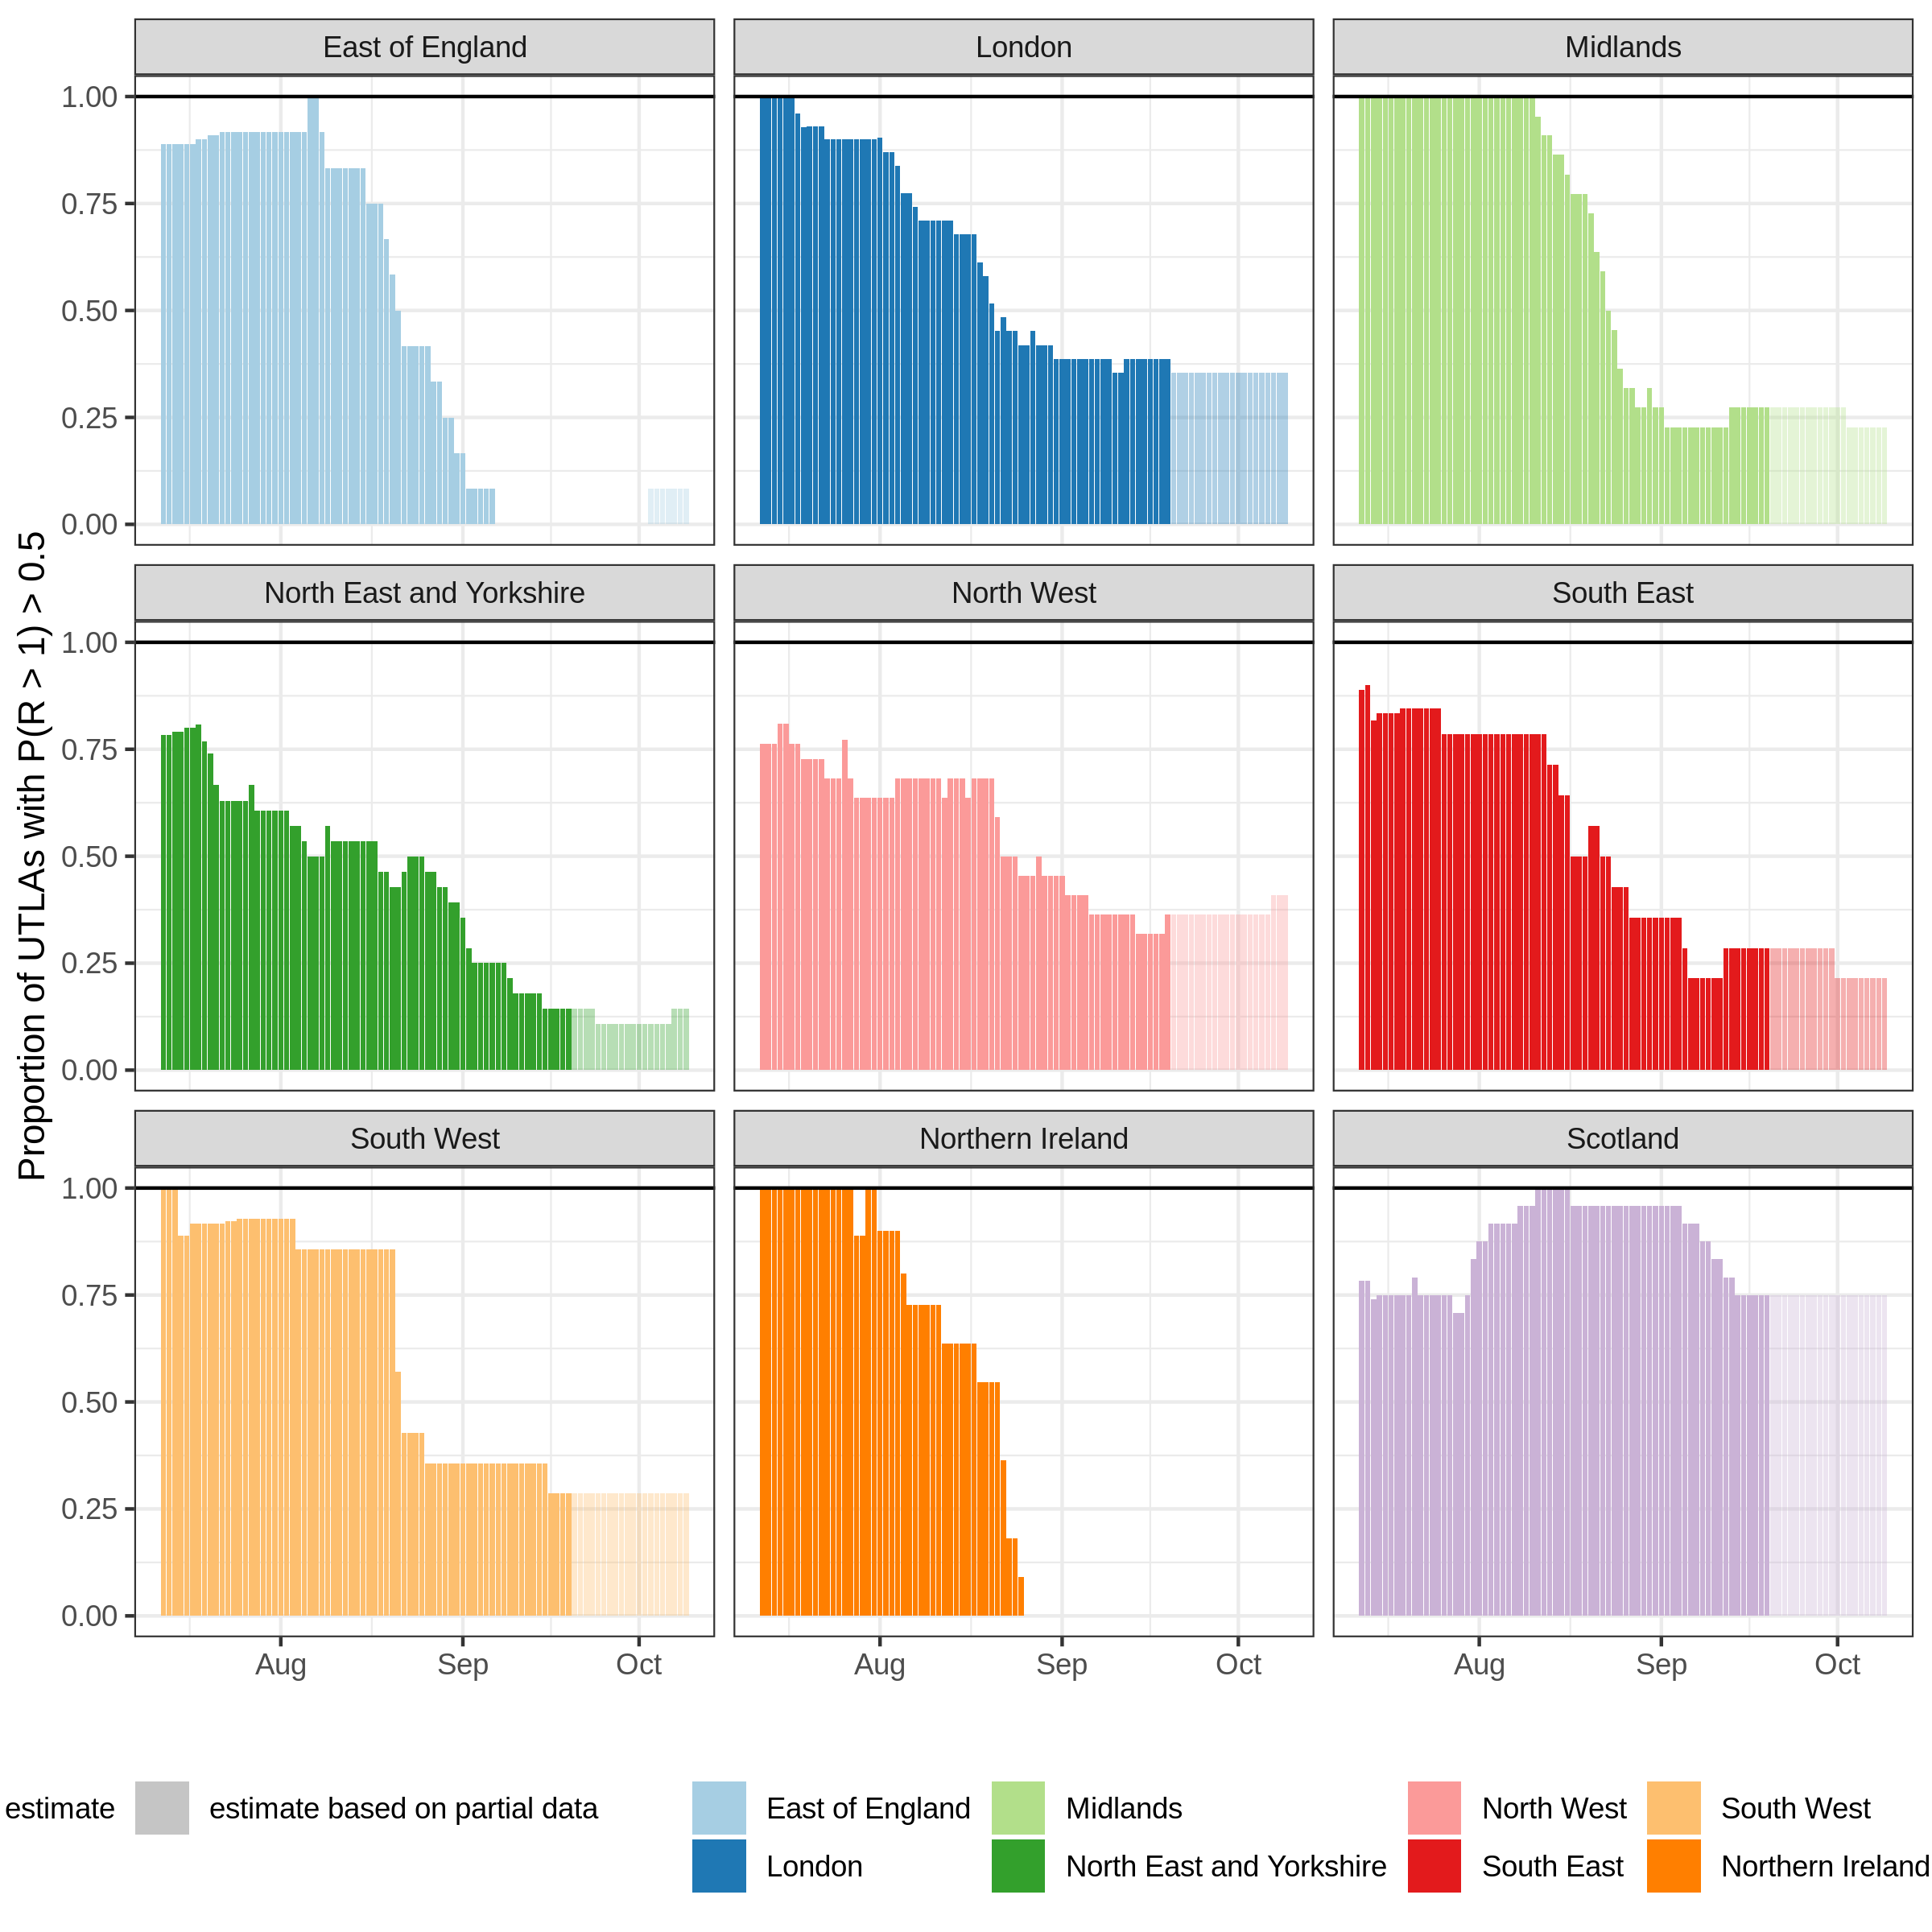 East of England London Midlands
1.00
0.75
0.50
0.25
0.00
North East and Yorkshire North West South East
1.00
0.75
0.50
0.25
0.00
South West Northern Ireland Scotland
1.00
0.75
0.50
0.25
0.00
Proportion of UTLAs with P(R > 1) > 0.5
Aug Sep Oct Aug Sep Oct Aug Sep Oct
estimate estimate based on partial data East of England Midlands North West South West
London North East and Yorkshire South East Northern Ireland